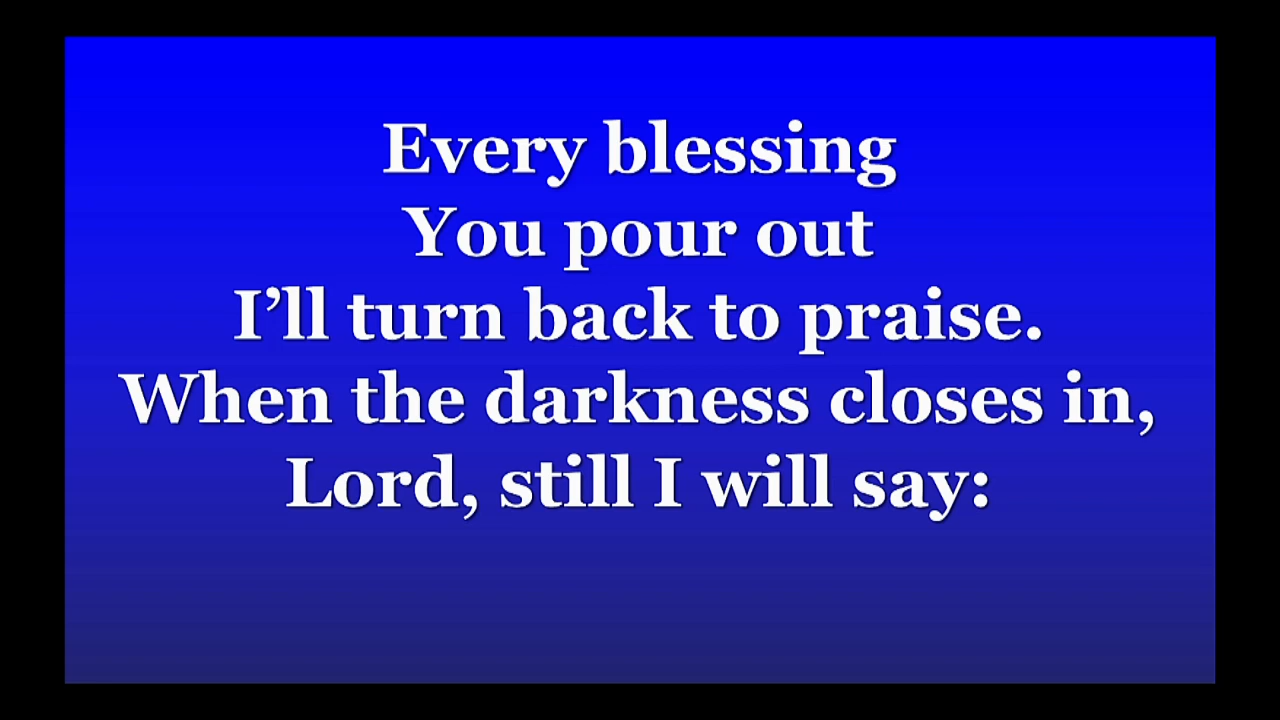 Every blessing
You pour out
I’ll turn back to praise.
When the darkness closes in,
Lord, still I will say: